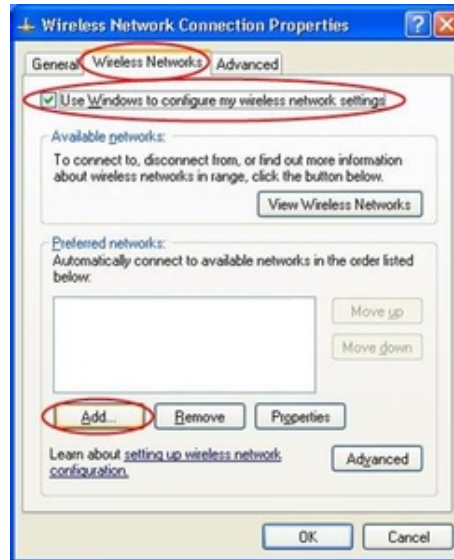 Wireless Network Connection Properties
General Wireless Networks Advanced
Use Windows to configure my wireless network settings
Available networks:
To connect to, disconnect from, or find out more information
about wireless networks in range, click the button below.
View Wireless Networks
Preferred networks:
Automatically connect to available networks in the order listed
below:
Move up
Move down
Add... Remove Properties
Learn about setting up wireless network
configuration.
Advanced
OK Cancel